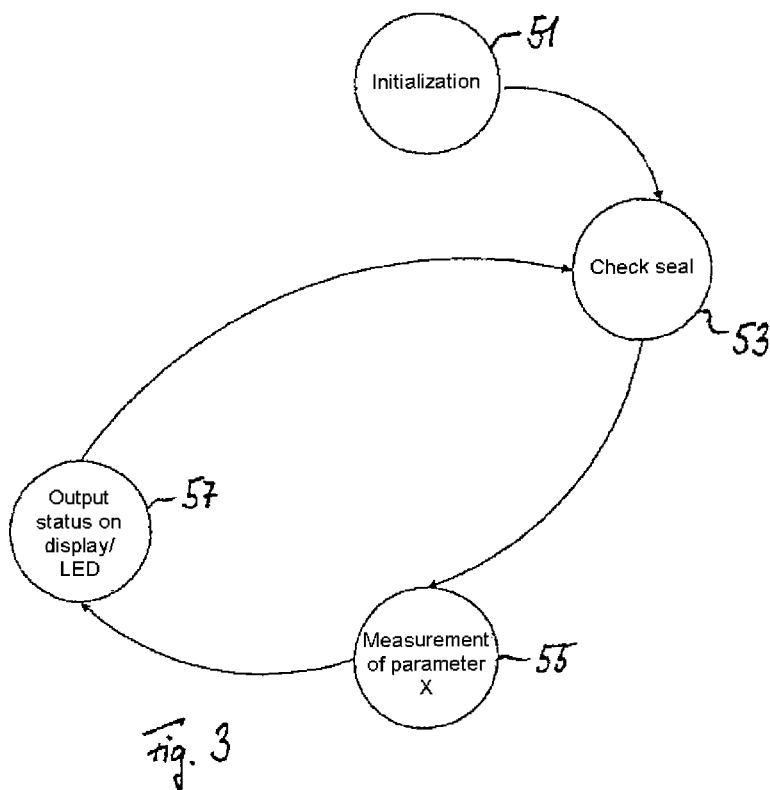 51
Initialization
Check seal
53
Output
status on
display/
LED
57
Measurement
of parameter
X
55
Fig. 3